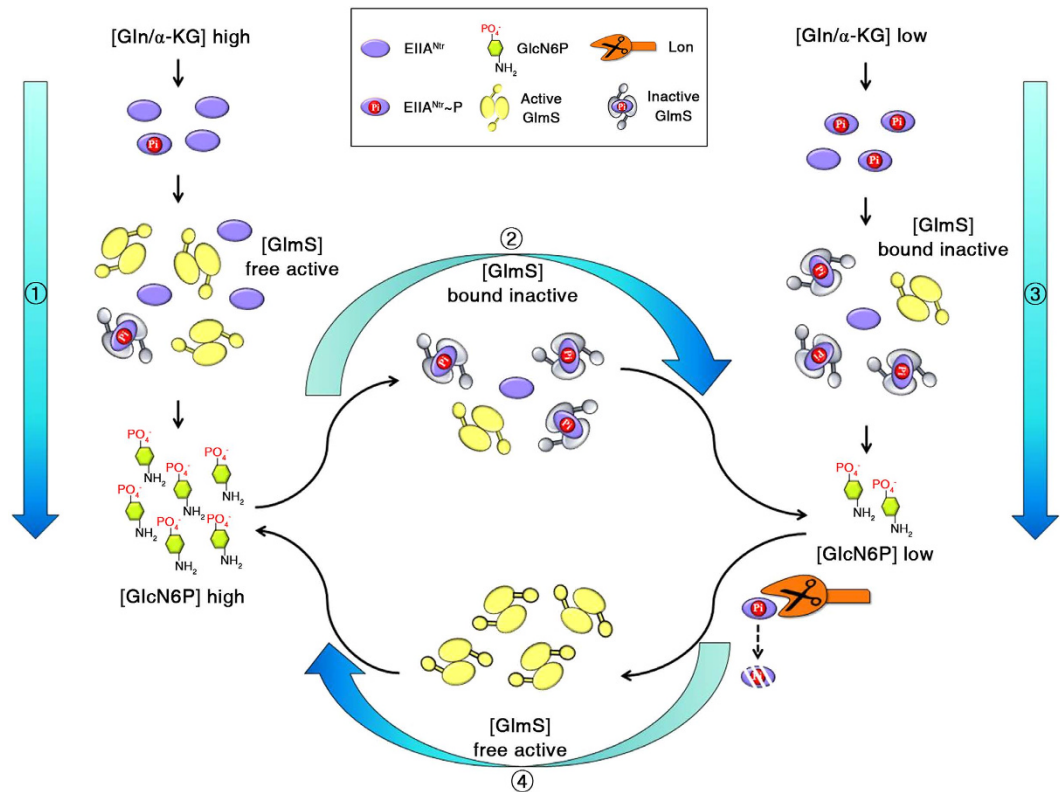 [Gln/α-KG] high
PO₄⁻
EIIA^Ntr
GlcN6P
NH₂
Lon
Pi
EIIA^Ntr~P
Active
GlmS
Pi
Inactive
GlmS
[Gln/α-KG] low
Pi
Pi
Pi
Pi
①
[GlmS]
free active
Pi
②
[GlmS]
bound inactive
Pi
Pi
Pi
[GlmS]
bound inactive
Pi
Pi
Pi
③
PO₄⁻
NH₂
PO₄⁻
NH₂
PO₄⁻
NH₂
PO₄⁻
NH₂
PO₄⁻
NH₂
PO₄⁻
NH₂
[GlcN6P] high
PO₄⁻
NH₂
PO₄⁻
NH₂
[GlcN6P] low
Pi
[GlmS]
free active
④